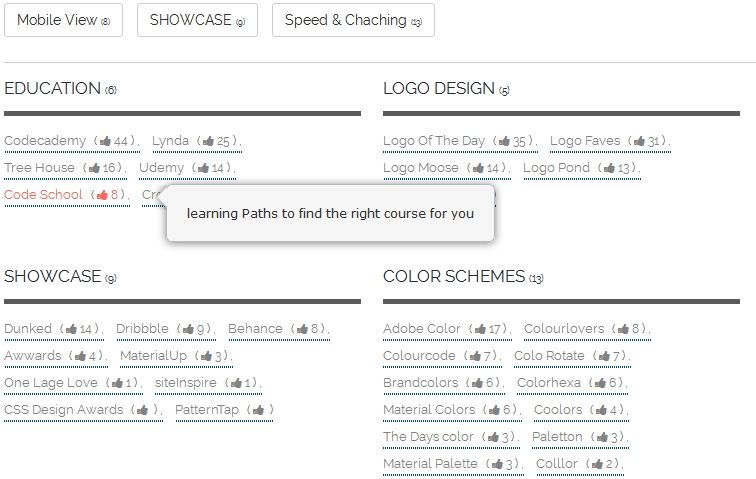 Mobile View (8) SHOWCASE (9) Speed & Chaching (13)
EDUCATION (6)
Codecademy ( 44 ), Lynda ( 25 ),
Tree House ( 16 ), Udemy ( 14 ),
Code School ( 8 ),
learning Paths to find the right course for you
LOGO DESIGN (5)
Logo Of The Day ( 35 ), Logo Faves ( 31 ),
Logo Moose ( 14 ), Logo Pond ( 13 ),
SHOWCASE (9)
Dunked ( 14 ), Dribbble ( 9 ), Behance ( 8 ),
Awwards ( 4 ), MaterialUp ( 3 ),
One Lage Love ( 1 ), siteInspire ( 1 ),
CSS Design Awards ( ), PatternTap ( )
COLOR SCHEMES (13)
Adobe Color ( 17 ), Colourlovers ( 8 ),
Colourcode ( 7 ), Colo Rotate ( 7 ),
Brandcolors ( 6 ), Colorhexa ( 6 ),
Material Colors ( 6 ), Coolors ( 4 ),
The Days color ( 3 ), Paletton ( 3 ),
Material Palette ( 3 ), Colllor ( 2 ),